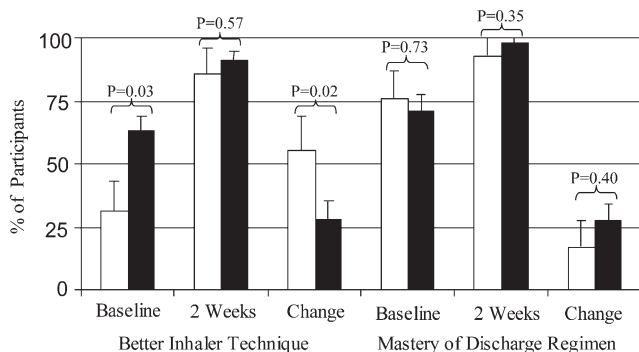 P=0.57
P=0.35
P=0.73
P=0.03
P=0.02
P=0.40
% of Participants
100
75
50
25
0
Baseline 2 Weeks Change Baseline 2 Weeks Change
Better Inhaler Technique Mastery of Discharge Regimen